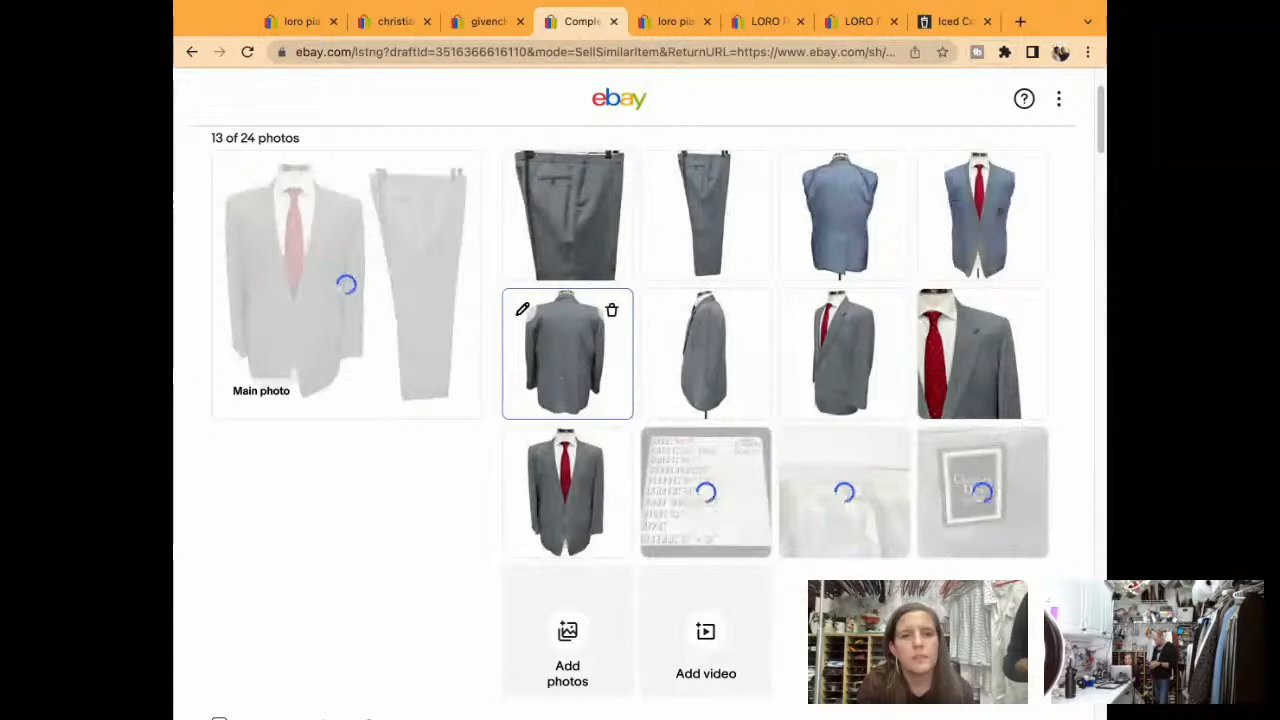 loro pia
christia
givench
Comple
loro pia
LORO P
LORO P
Iced Co
ebay.com/lstng?draftId=3516366616110&mode=SellSimilarItem&ReturnURL=https://www.ebay.com/sh/...
ebay
13 of 24 photos
Main photo
Add
photos
Add video